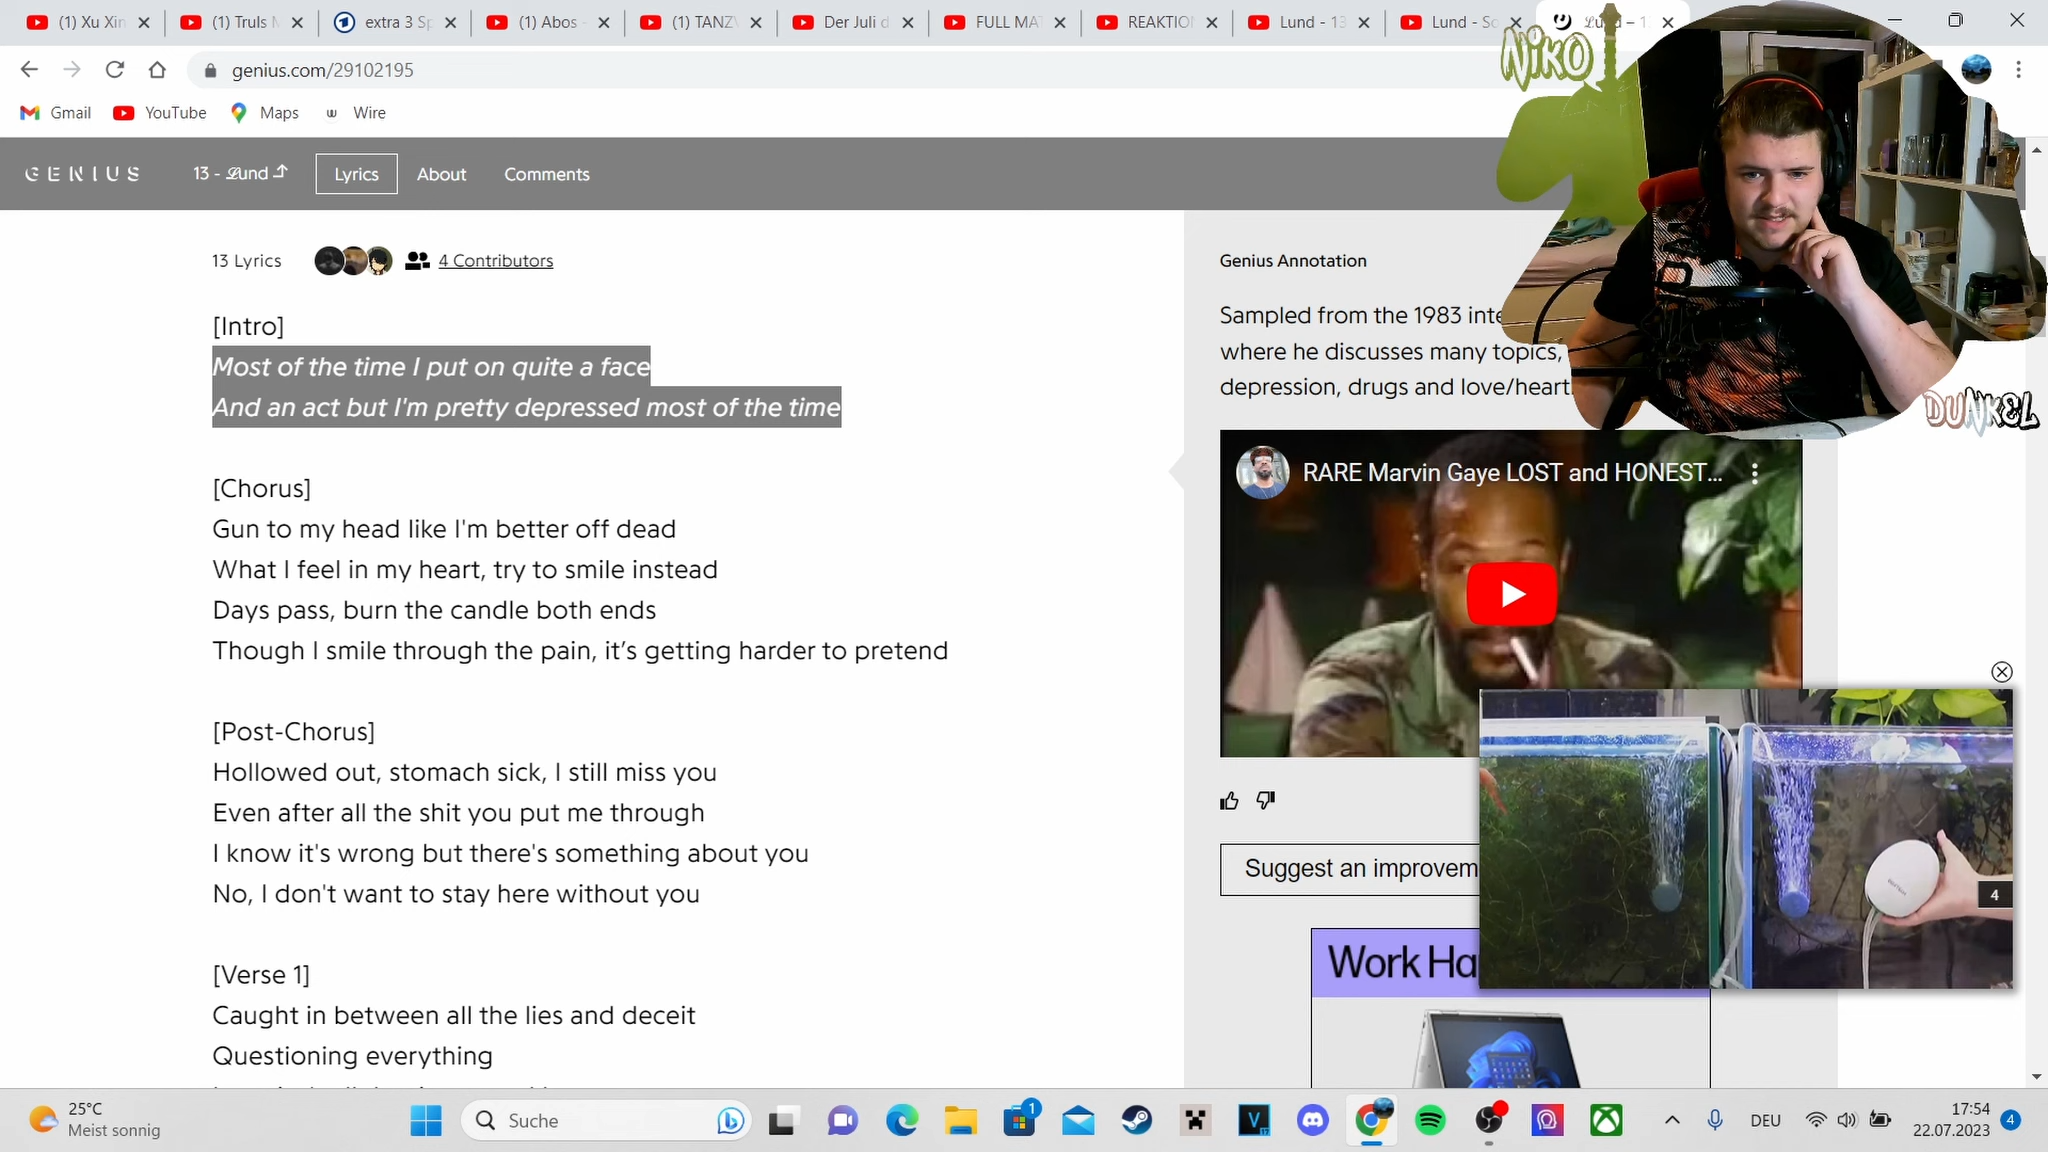 (1) Xu Xin
(1) Truls M
extra 3 Sp
(1) Abos -
(1) TANZV
Der Juli d
FULL MAT
REAKTION
Lund - 13
Lund - So
NiKO
genius.com/29102195
Gmail
YouTube
Maps
Wire
GENIUS
13 - ℒund
Lyrics
About
Comments
13 Lyrics
4 Contributors
[Intro]
Most of the time I put on quite a face
And an act but I'm pretty depressed most of the time
[Chorus]
Gun to my head like I'm better off dead
What I feel in my heart, try to smile instead
Days pass, burn the candle both ends
Though I smile through the pain, it’s getting harder to pretend
[Post-Chorus]
Hollowed out, stomach sick, I still miss you
Even after all the shit you put me through
I know it's wrong but there's something about you
No, I don't want to stay here without you
[Verse 1]
Caught in between all the lies and deceit
Questioning everything
Genius Annotation
Sampled from the 1983 inte
where he discusses many topics,
depression, drugs and love/heart
DUNKEL
RARE Marvin Gaye LOST and HONEST...
Suggest an improveme
4
Work Ha
25°C
Meist sonnig
Suche
1
DEU
17:54
22.07.2023
4